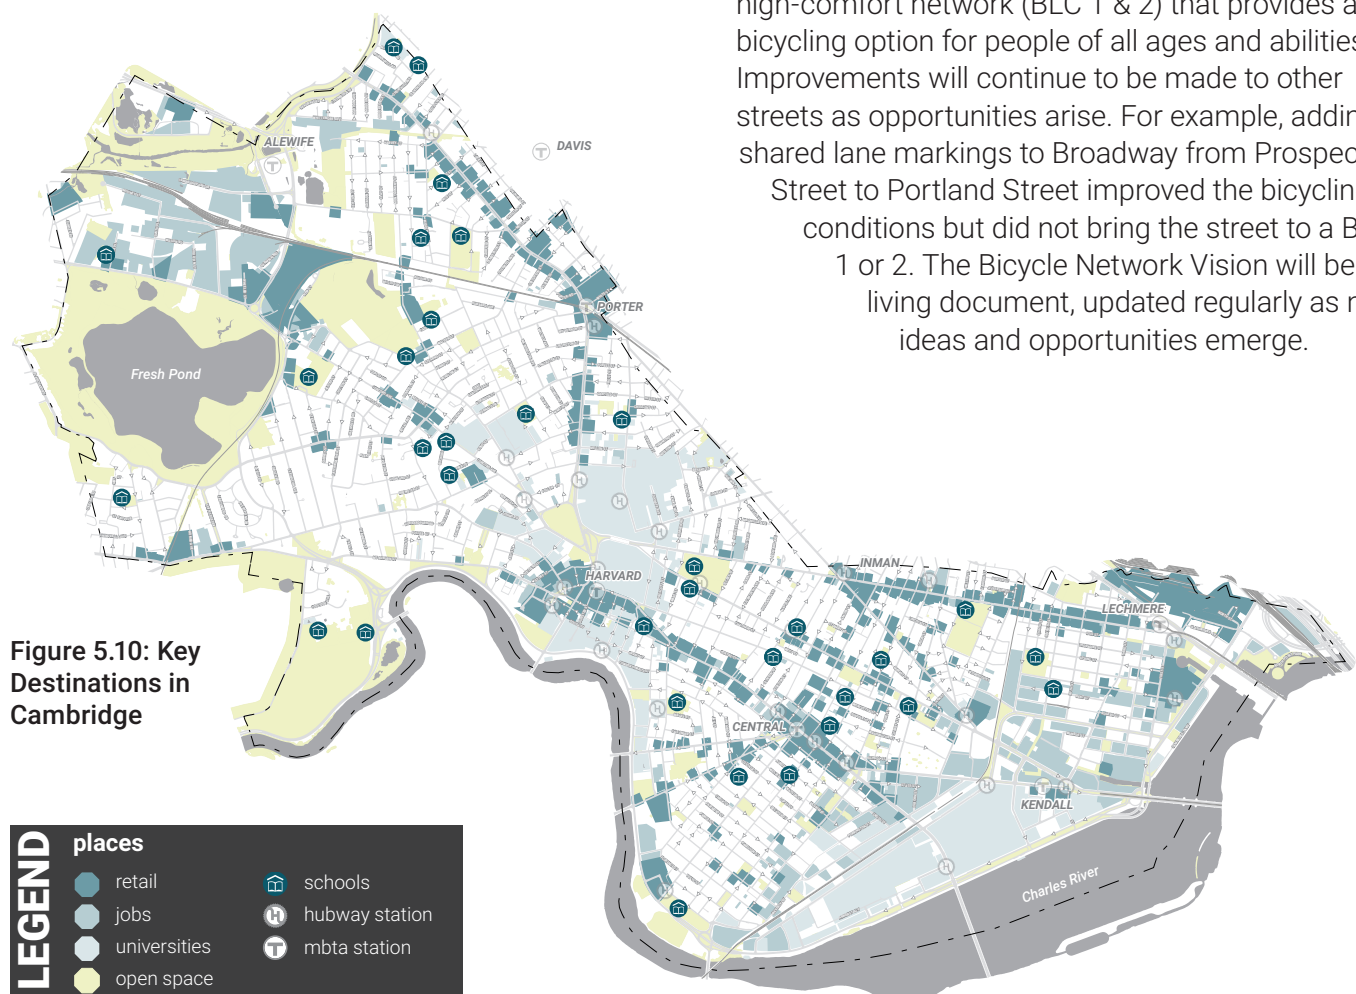 high-comfort network (BLC 1 & 2) that provides a
bicycling option for people of all ages and abilities
Improvements will continue to be made to other
streets as opportunities arise. For example, addin
shared lane markings to Broadway from Prospec
Street to Portland Street improved the bicyclin
conditions but did not bring the street to a B
1 or 2. The Bicycle Network Vision will be
living document, updated regularly as n
ideas and opportunities emerge.
ALEWIFE
DAVIS
PORTER
Fresh Pond
HARVARD
INMAN
LECHMERE
CENTRAL
KENDALL
Charles River
Figure 5.10: Key
Destinations in
Cambridge
LEGEND
places
retail
jobs
universities
open space
schools
hubway station
mbta station